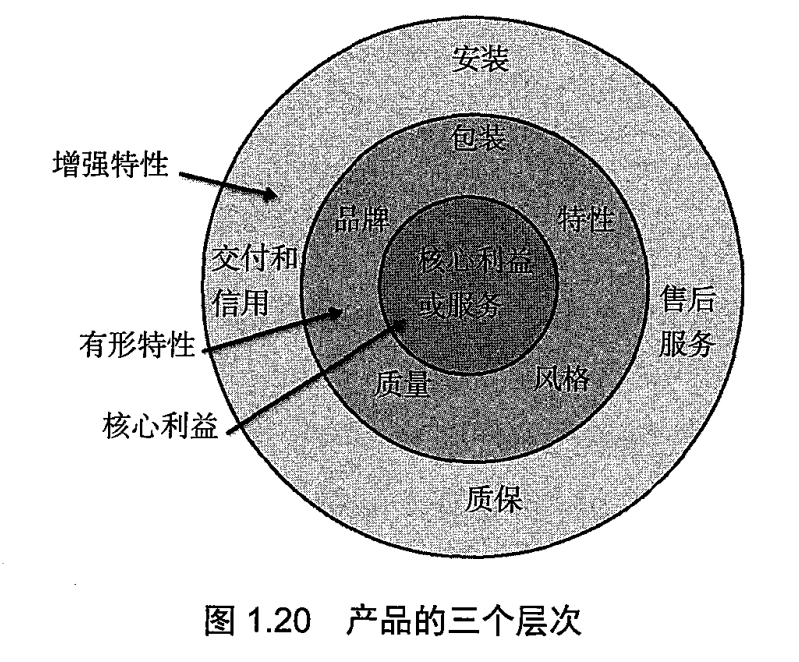 安装
包装
增强特性
品牌
特性
交付和
信用
核心利益
或服务
售后
服务
有形特性
质量
风格
核心利益
质保
图 1.20 产品的三个层次